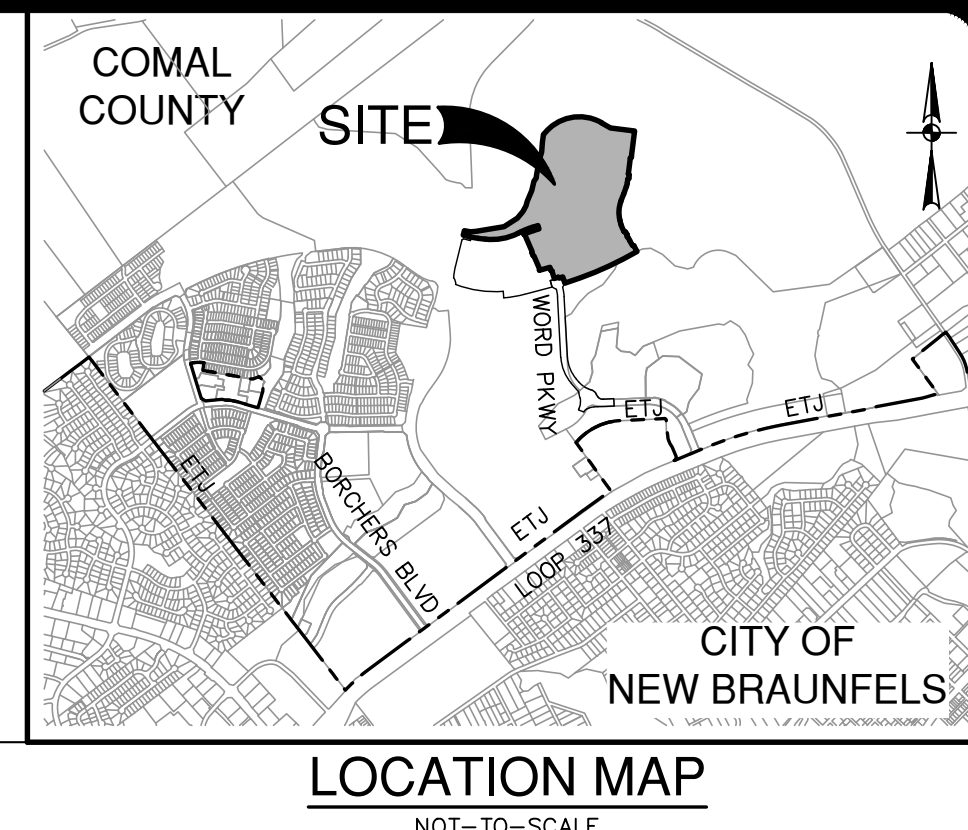 COMAL
COUNTY
SITE
WORD PKWY
ETJ
ETJ
ETJ
BORCHERS BLVD
ETJ
LOOP 337
CITY OF
NEW BRAUNFELS
LOCATION MAP
NOT-TO-SCALE